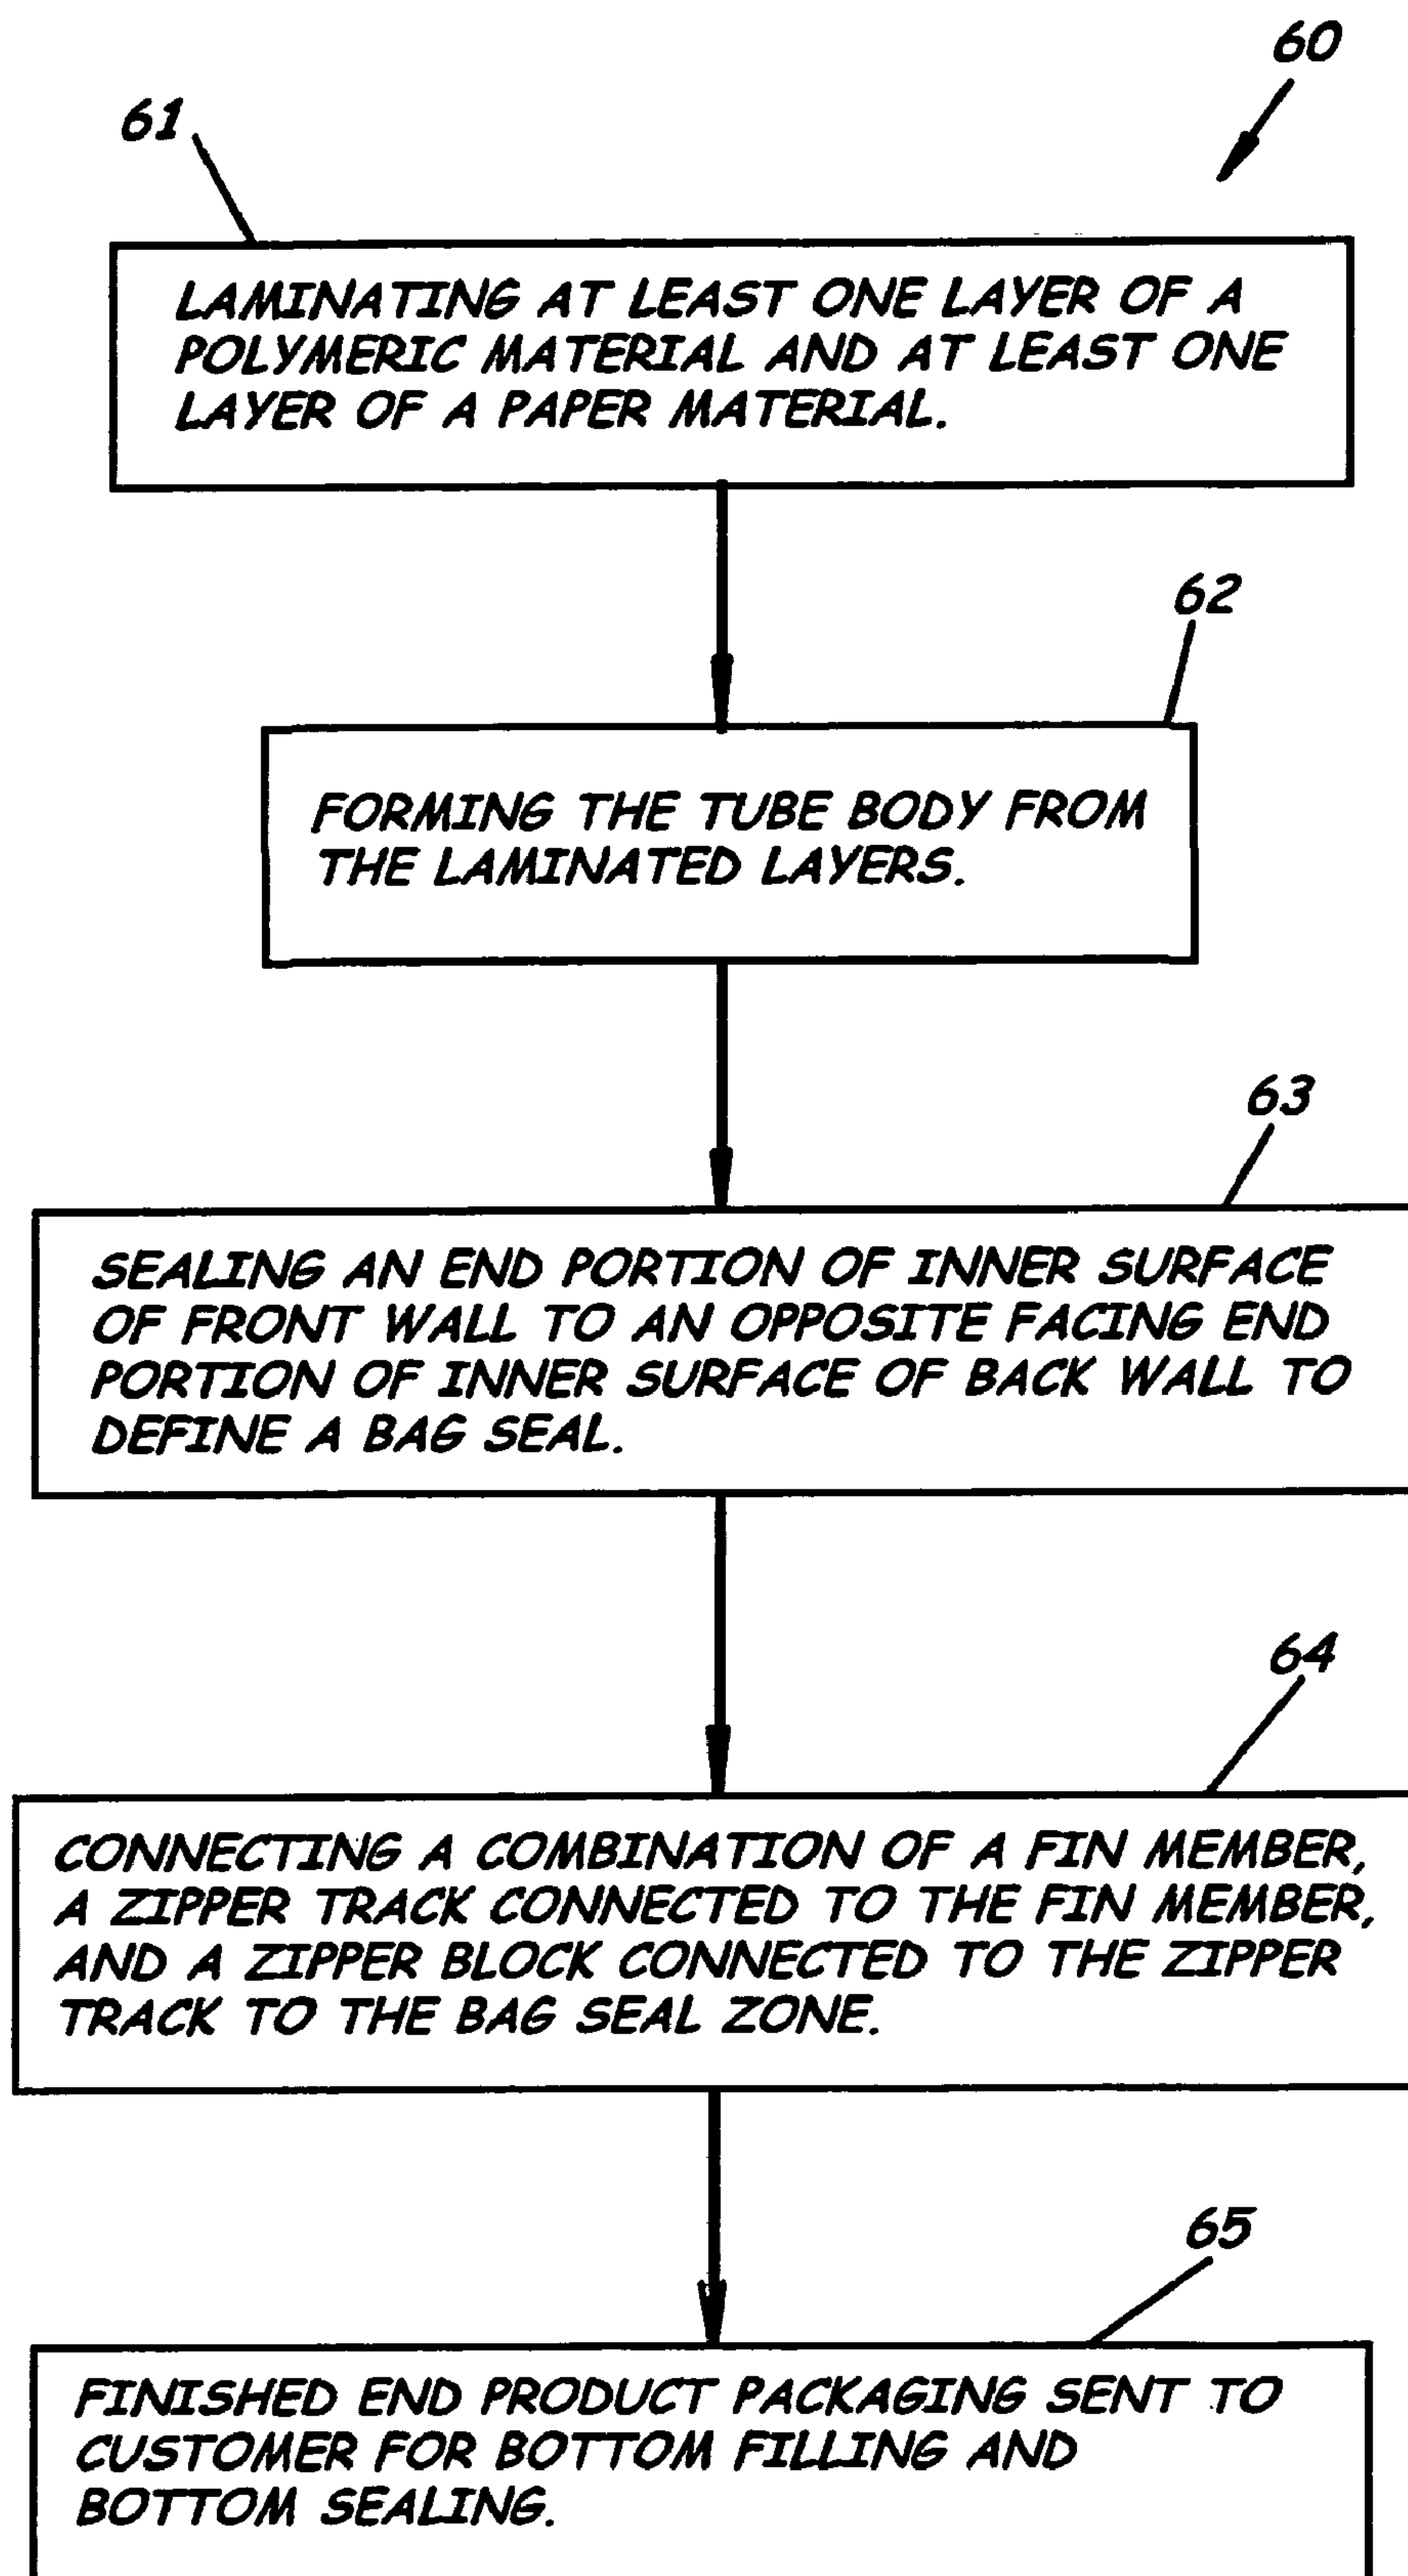 60
61
LAMINATING AT LEAST ONE LAYER OF A
POLYMERIC MATERIAL AND AT LEAST ONE
LAYER OF A PAPER MATERIAL.
62
FORMING THE TUBE BODY FROM
THE LAMINATED LAYERS.
63
SEALING AN END PORTION OF INNER SURFACE
OF FRONT WALL TO AN OPPOSITE FACING END
PORTION OF INNER SURFACE OF BACK WALL TO
DEFINE A BAG SEAL.
64
CONNECTING A COMBINATION OF A FIN MEMBER,
A ZIPPER TRACK CONNECTED TO THE FIN MEMBER,
AND A ZIPPER BLOCK CONNECTED TO THE ZIPPER
TRACK TO THE BAG SEAL ZONE.
65
FINISHED END PRODUCT PACKAGING SENT TO
CUSTOMER FOR BOTTOM FILLING AND
BOTTOM SEALING.